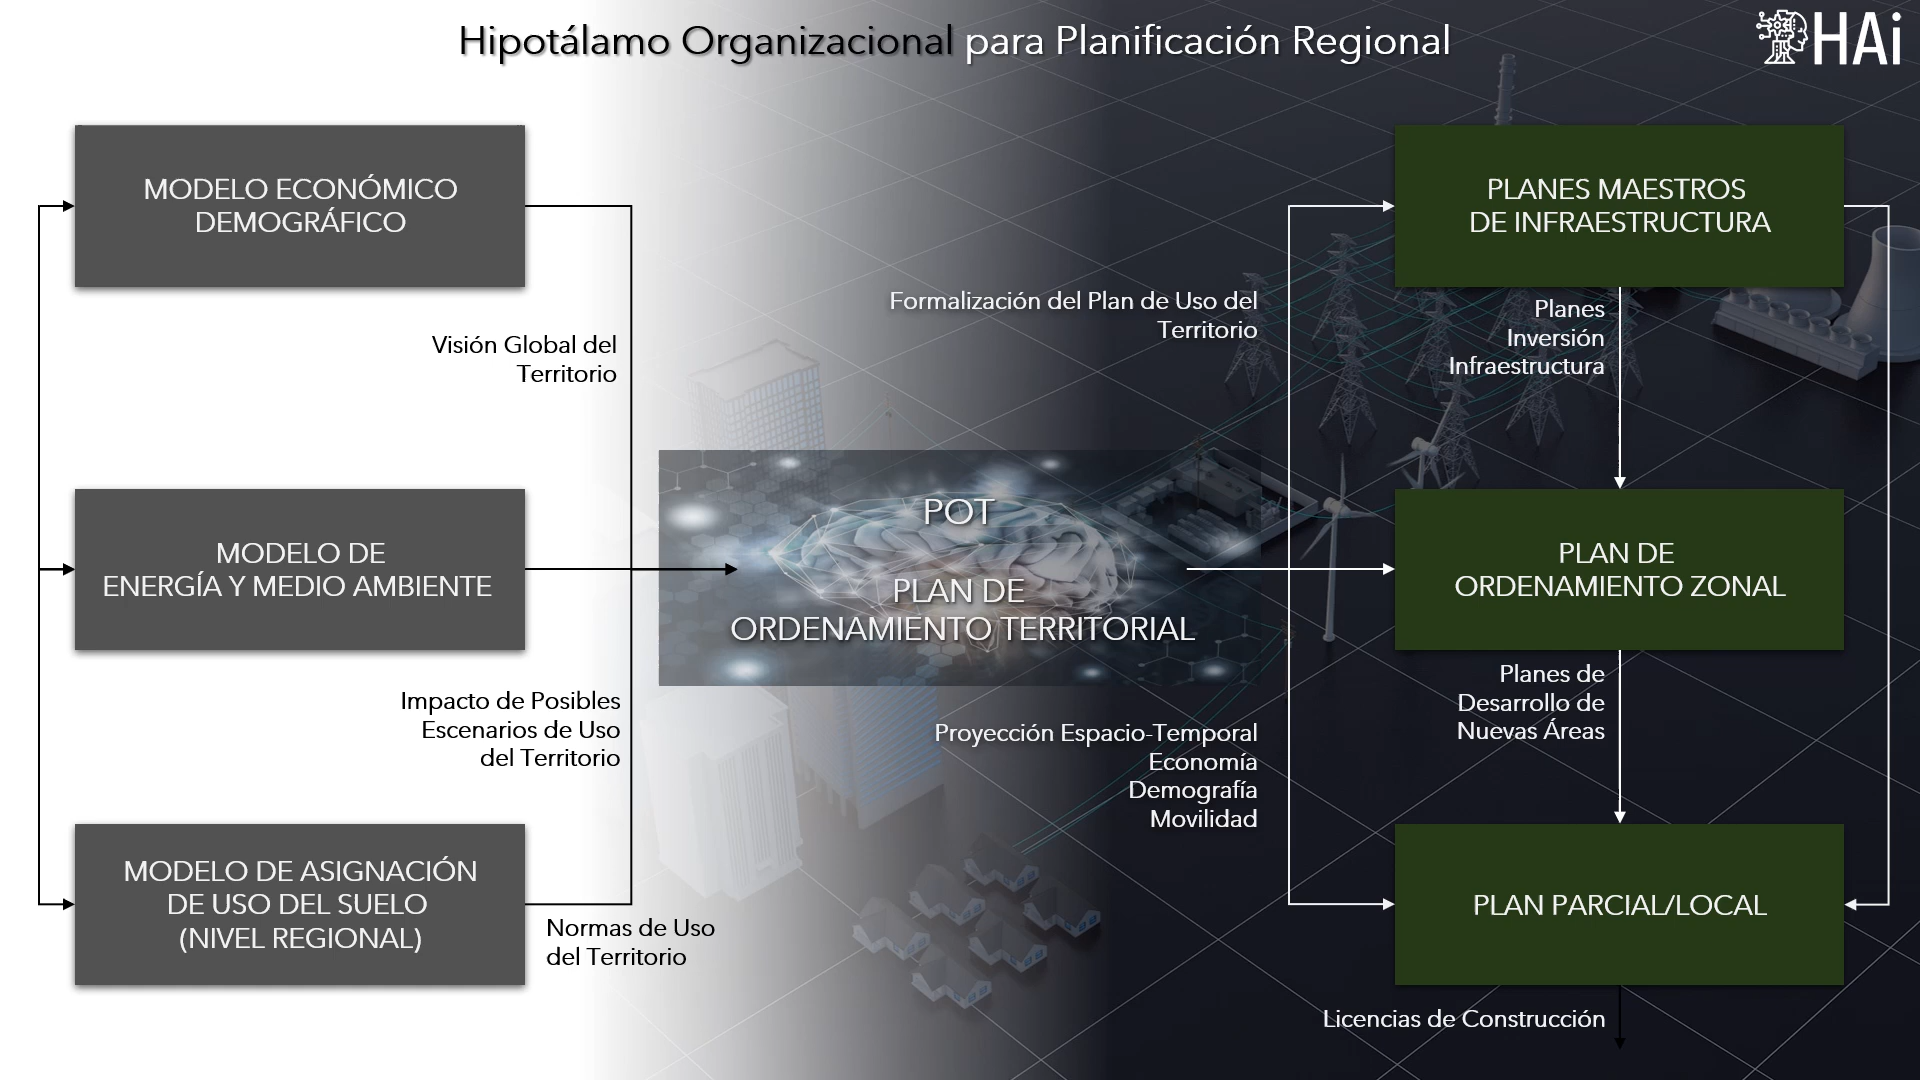 Hipotálamo Organizacional para Planificación Regional
HAi
MODELO ECONÓMICO
DEMOGRÁFICO
Visión Global del
Territorio
MODELO DE
ENERGÍA Y MEDIO AMBIENTE
Impacto de Posibles
Escenarios de Uso
del Territorio
MODELO DE ASIGNACIÓN
DE USO DEL SUELO
(NIVEL REGIONAL)
Normas de Uso
del Territorio
POT
PLAN DE
ORDENAMIENTO TERRITORIAL
Formalización del Plan de Uso del
Territorio
Proyección Espacio-Temporal
Economía
Demografía
Movilidad
PLANES MAESTROS
DE INFRAESTRUCTURA
Planes
Inversión
Infraestructura
PLAN DE
ORDENAMIENTO ZONAL
Planes de
Desarrollo de
Nuevas Áreas
PLAN PARCIAL/LOCAL
Licencias de Construcción